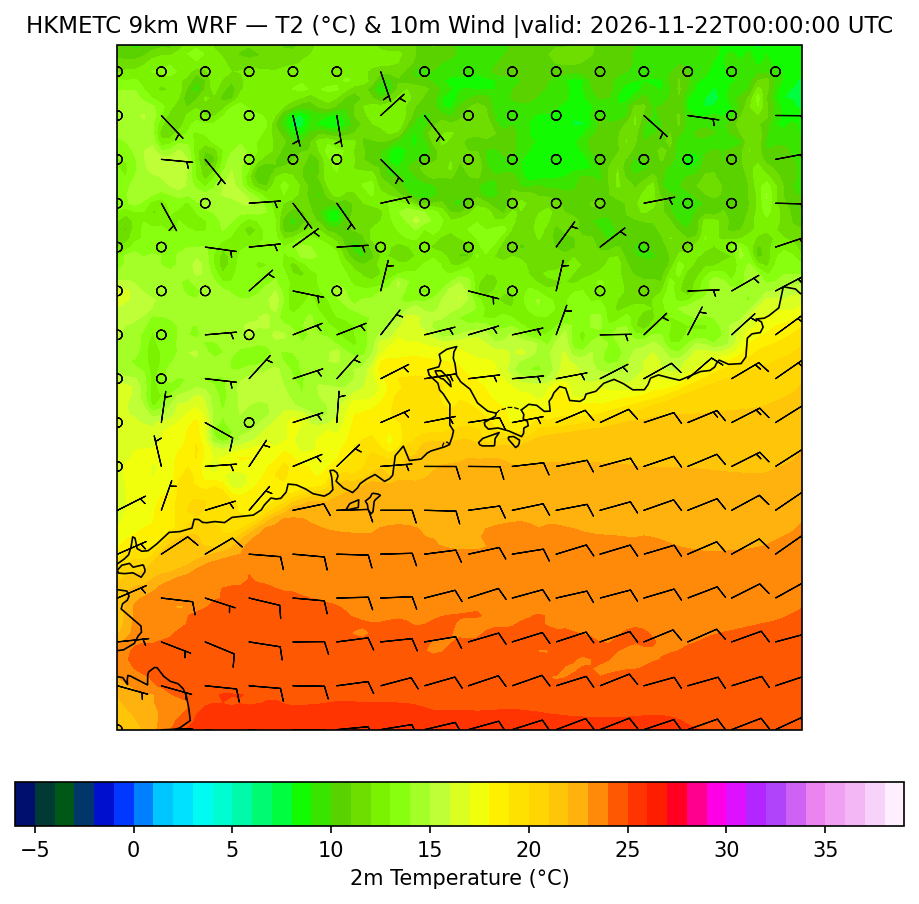 HKMETC 9km WRF — T2 (°C) & 10m Wind |valid: 2026-11-22T00:00:00 UTC
−5 0 5 10 15 20 25 30 35
2m Temperature (°C)